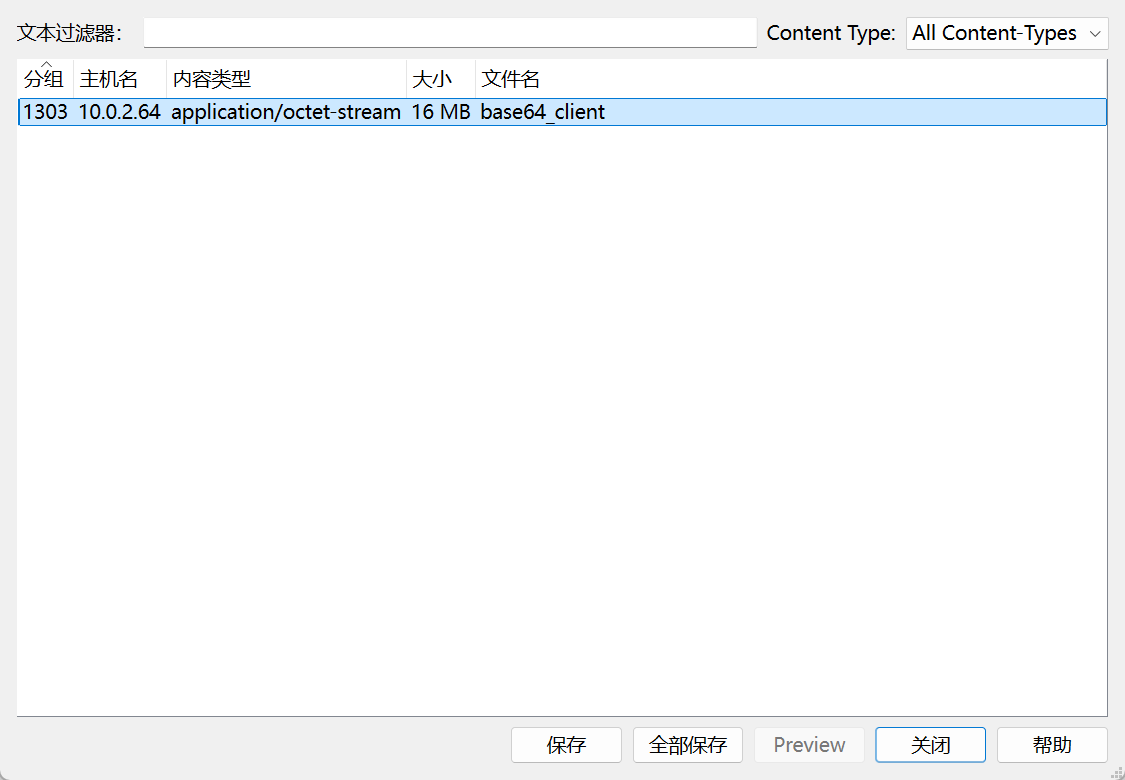 文本过滤器： Content Type: All Content-Types
分组 主机名 内容类型 大小 文件名
1303 10.0.2.64 application/octet-stream 16 MB base64_client
保存 全部保存 Preview 关闭 帮助